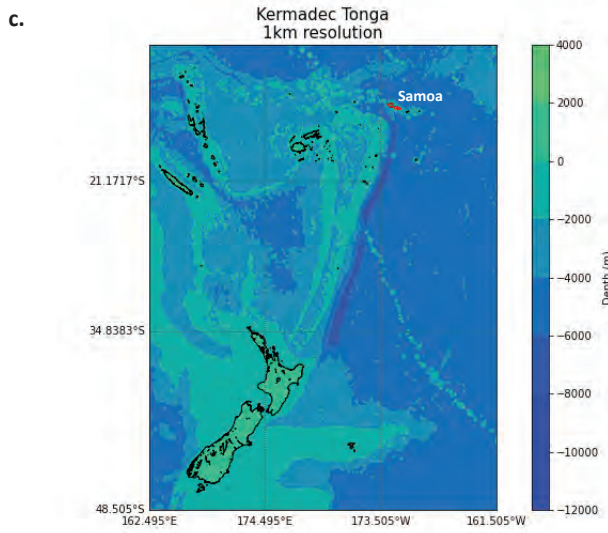 c.
Kermadec Tonga
1km resolution
Samoa
21.1717°S
34.8383°S
48.505°S
162.495°E
174.495°E
173.505°W
161.505°W
4000
2000
0
−2000
−4000
−6000
−8000
−10000
−12000
Depth (m)